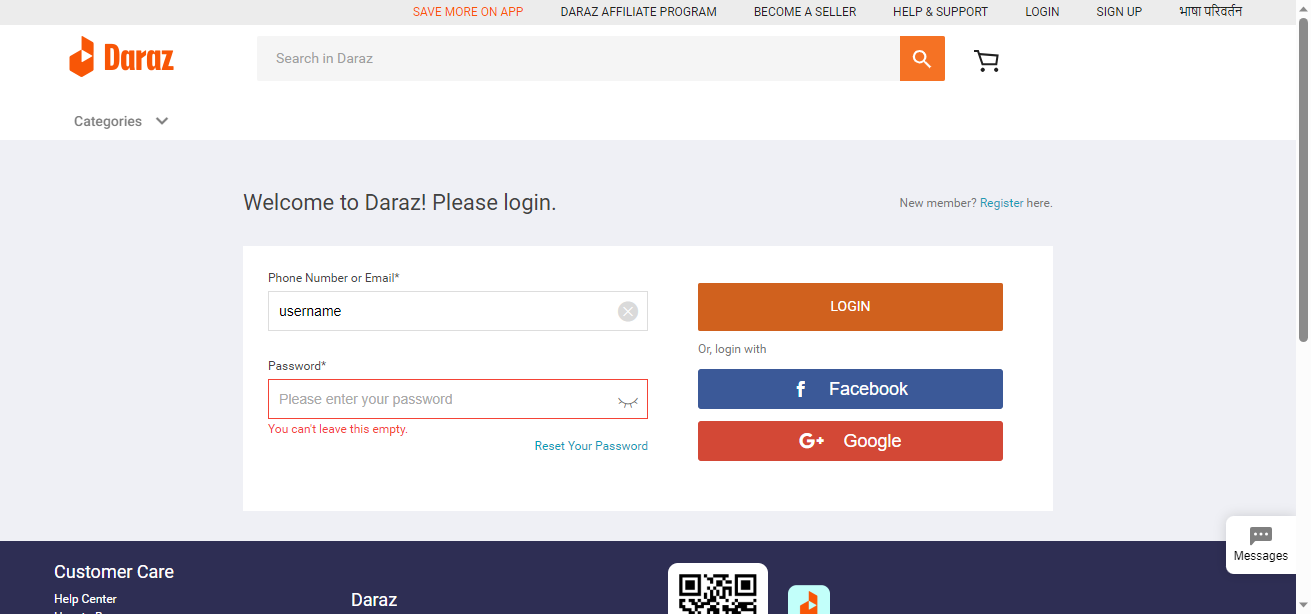 SAVE MORE ON APP DARAZ AFFILIATE PROGRAM BECOME A SELLER HELP & SUPPORT LOGIN SIGN UP भाषा परिवर्तन
Daraz
Search in Daraz
Categories
Welcome to Daraz! Please login.
New member? Register here.
Phone Number or Email*
username
Password*
Please enter your password
You can't leave this empty.
Reset Your Password
LOGIN
Or, login with
f Facebook
G+ Google
Messages
Customer Care
Help Center
Daraz